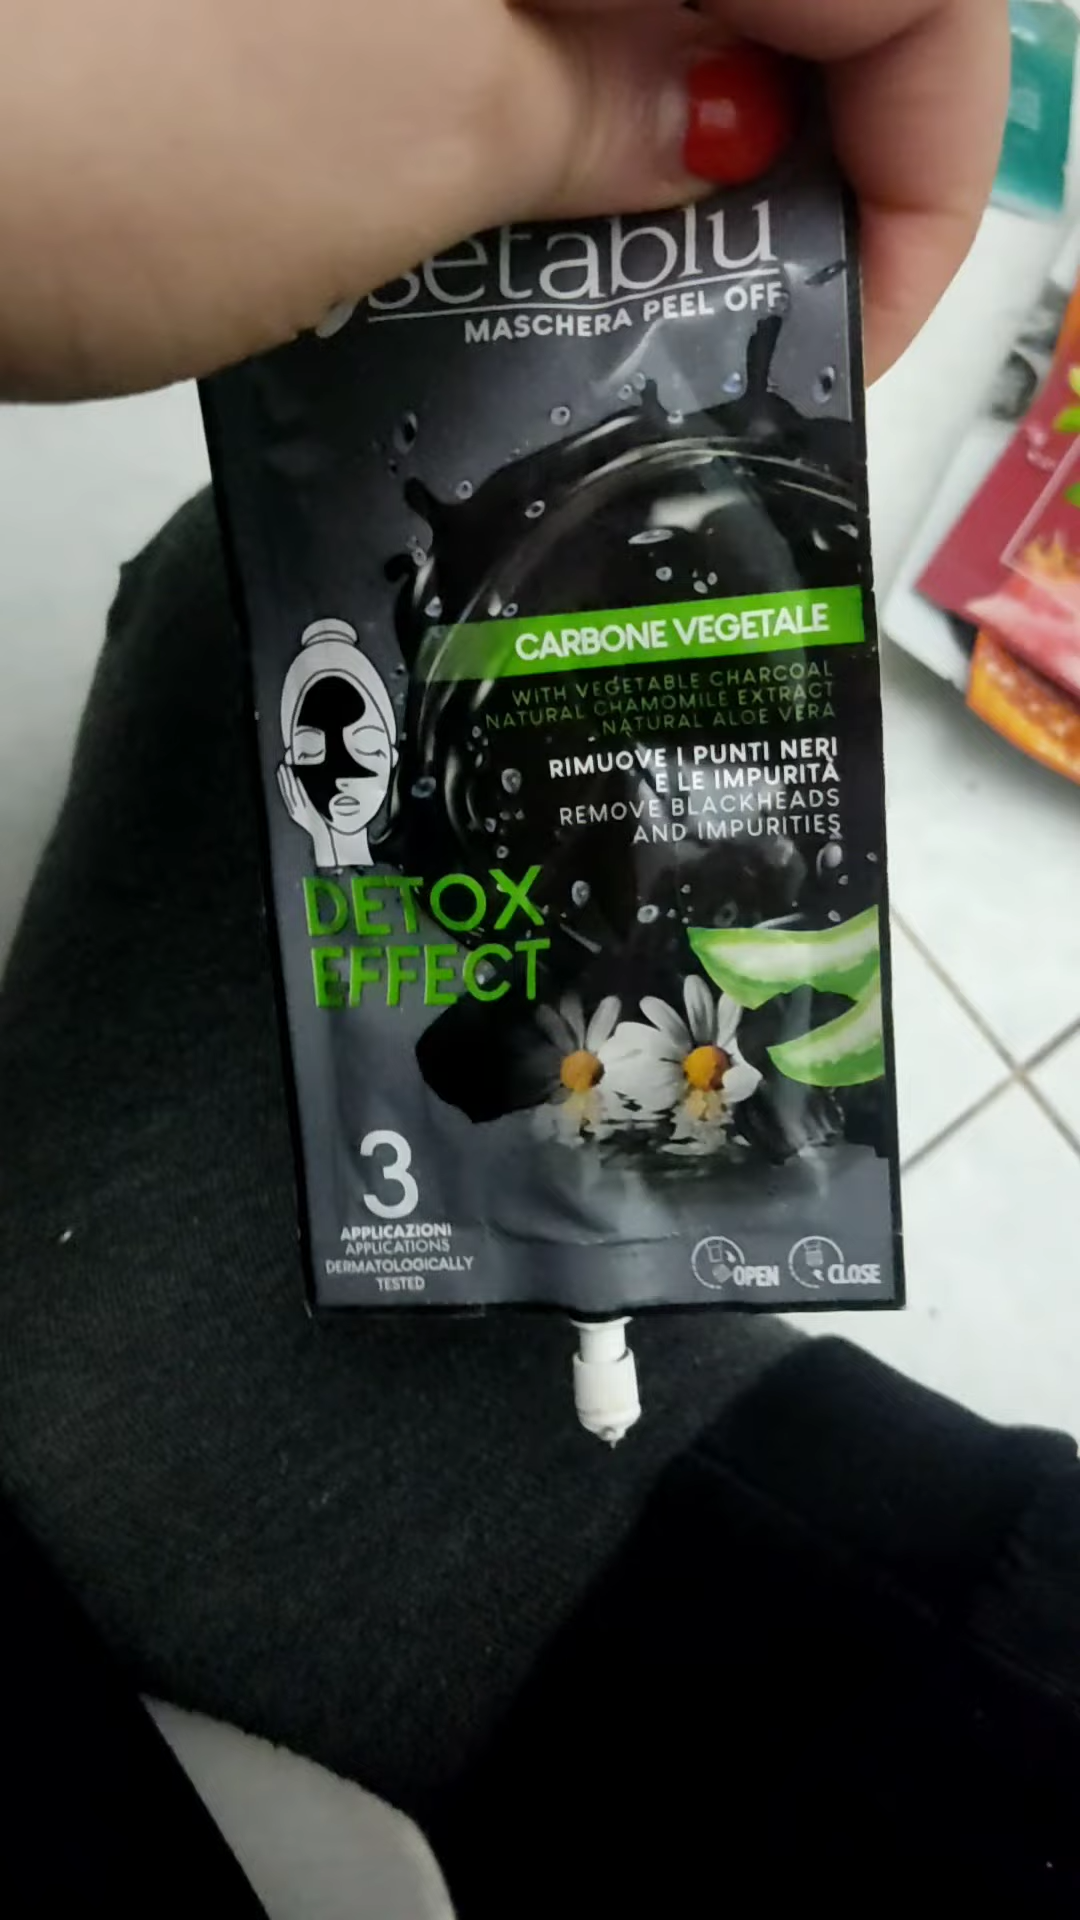 setablu
MASCHERA PEEL OFF
CARBONE VEGETALE
WITH VEGETABLE CHARCOAL
NATURAL CHAMOMILE EXTRACT
NATURAL ALOE VERA
RIMUOVE I PUNTI NERI
E LE IMPURITÀ
REMOVE BLACKHEADS
AND IMPURITIES
DETOX
EFFECT
3
APPLICAZIONI
APPLICATIONS
DERMATOLOGICALLY
TESTED
OPEN
CLOSE